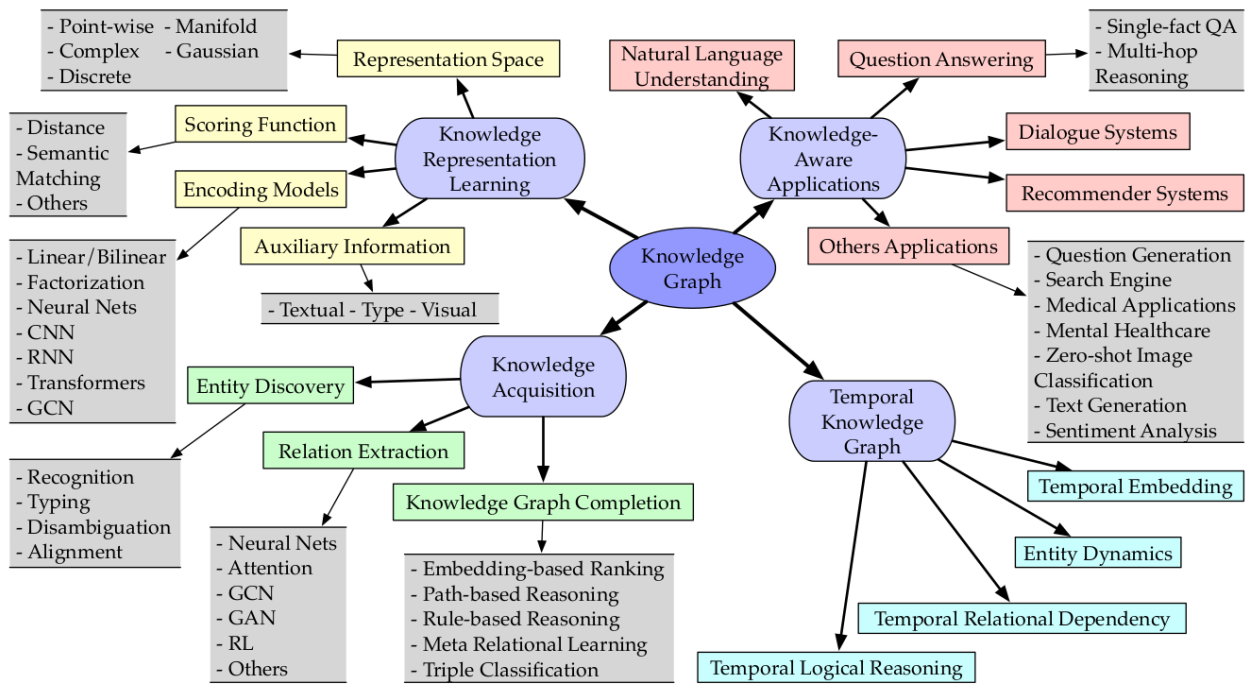 - Point-wise - Manifold
- Complex - Gaussian
- Discrete
Representation Space
Natural Language
Understanding
Question Answering
- Single-fact QA
- Multi-hop
Reasoning
- Distance
- Semantic
Matching
- Others
Scoring Function
Knowledge
Representation
Learning
Knowledge-
Aware
Applications
Dialogue Systems
Encoding Models
Recommender Systems
Auxiliary Information
Knowledge
Graph
Others Applications
- Linear/Bilinear
- Factorization
- Neural Nets
- CNN
- RNN
- Transformers
- GCN
- Textual - Type - Visual
- Question Generation
- Search Engine
- Medical Applications
- Mental Healthcare
- Zero-shot Image
Classification
- Text Generation
- Sentiment Analysis
Entity Discovery
Knowledge
Acquisition
Temporal
Knowledge
Graph
Relation Extraction
- Recognition
- Typing
- Disambiguation
- Alignment
Knowledge Graph Completion
Temporal Embedding
- Neural Nets
- Attention
- GCN
- GAN
- RL
- Others
- Embedding-based Ranking
- Path-based Reasoning
- Rule-based Reasoning
- Meta Relational Learning
- Triple Classification
Entity Dynamics
Temporal Relational Dependency
Temporal Logical Reasoning